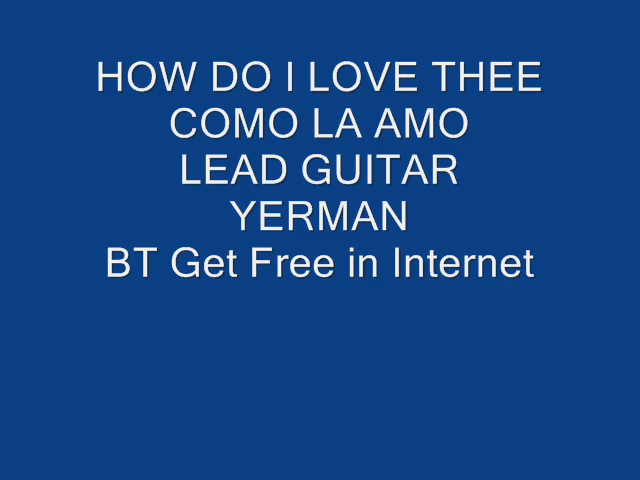 HOW DO I LOVE THEE
COMO LA AMO
LEAD GUITAR
YERMAN
BT Get Free in Internet